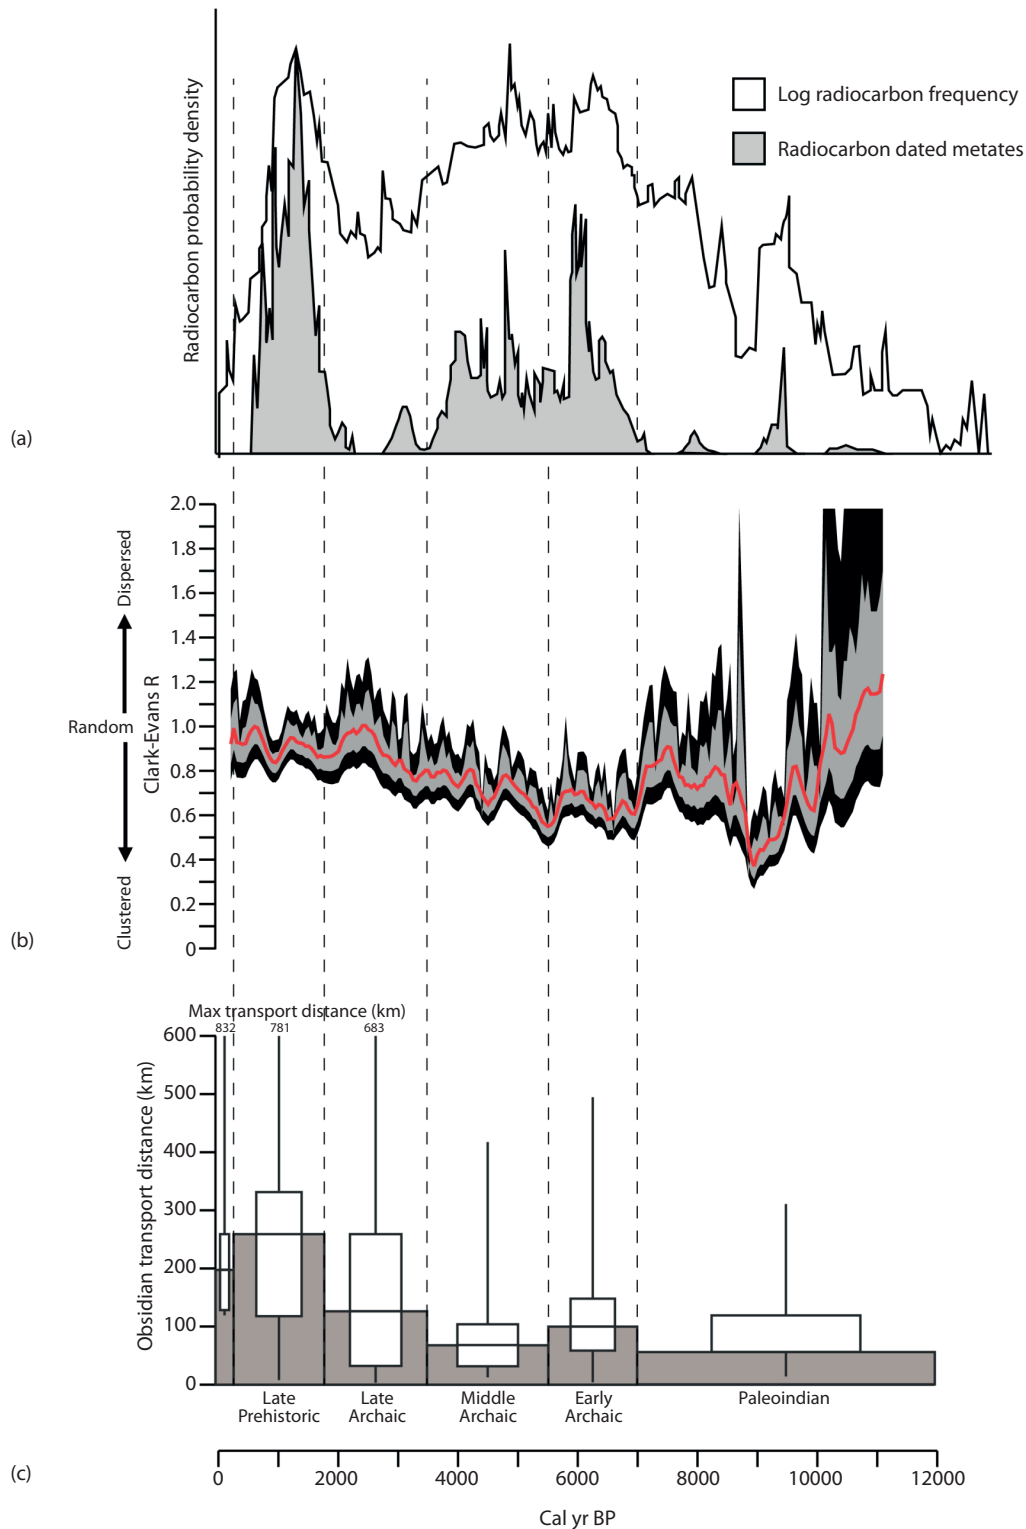 Log radiocarbon frequency
Radiocarbon dated metates
Radiocarbon probability density
(a)
2.0
1.8
1.6
1.4
1.2
1.0
0.8
0.6
0.4
0.2
0
Clark-Evans R
Dispersed
Random
Clustered
(b)
Max transport distance (km)
832
781
683
600
500
400
300
200
100
0
Obsidian transport distance (km)
Late
Prehistoric
Late
Archaic
Middle
Archaic
Early
Archaic
Paleoindian
(c)
0
2000
4000
6000
8000
10000
12000
Cal yr BP